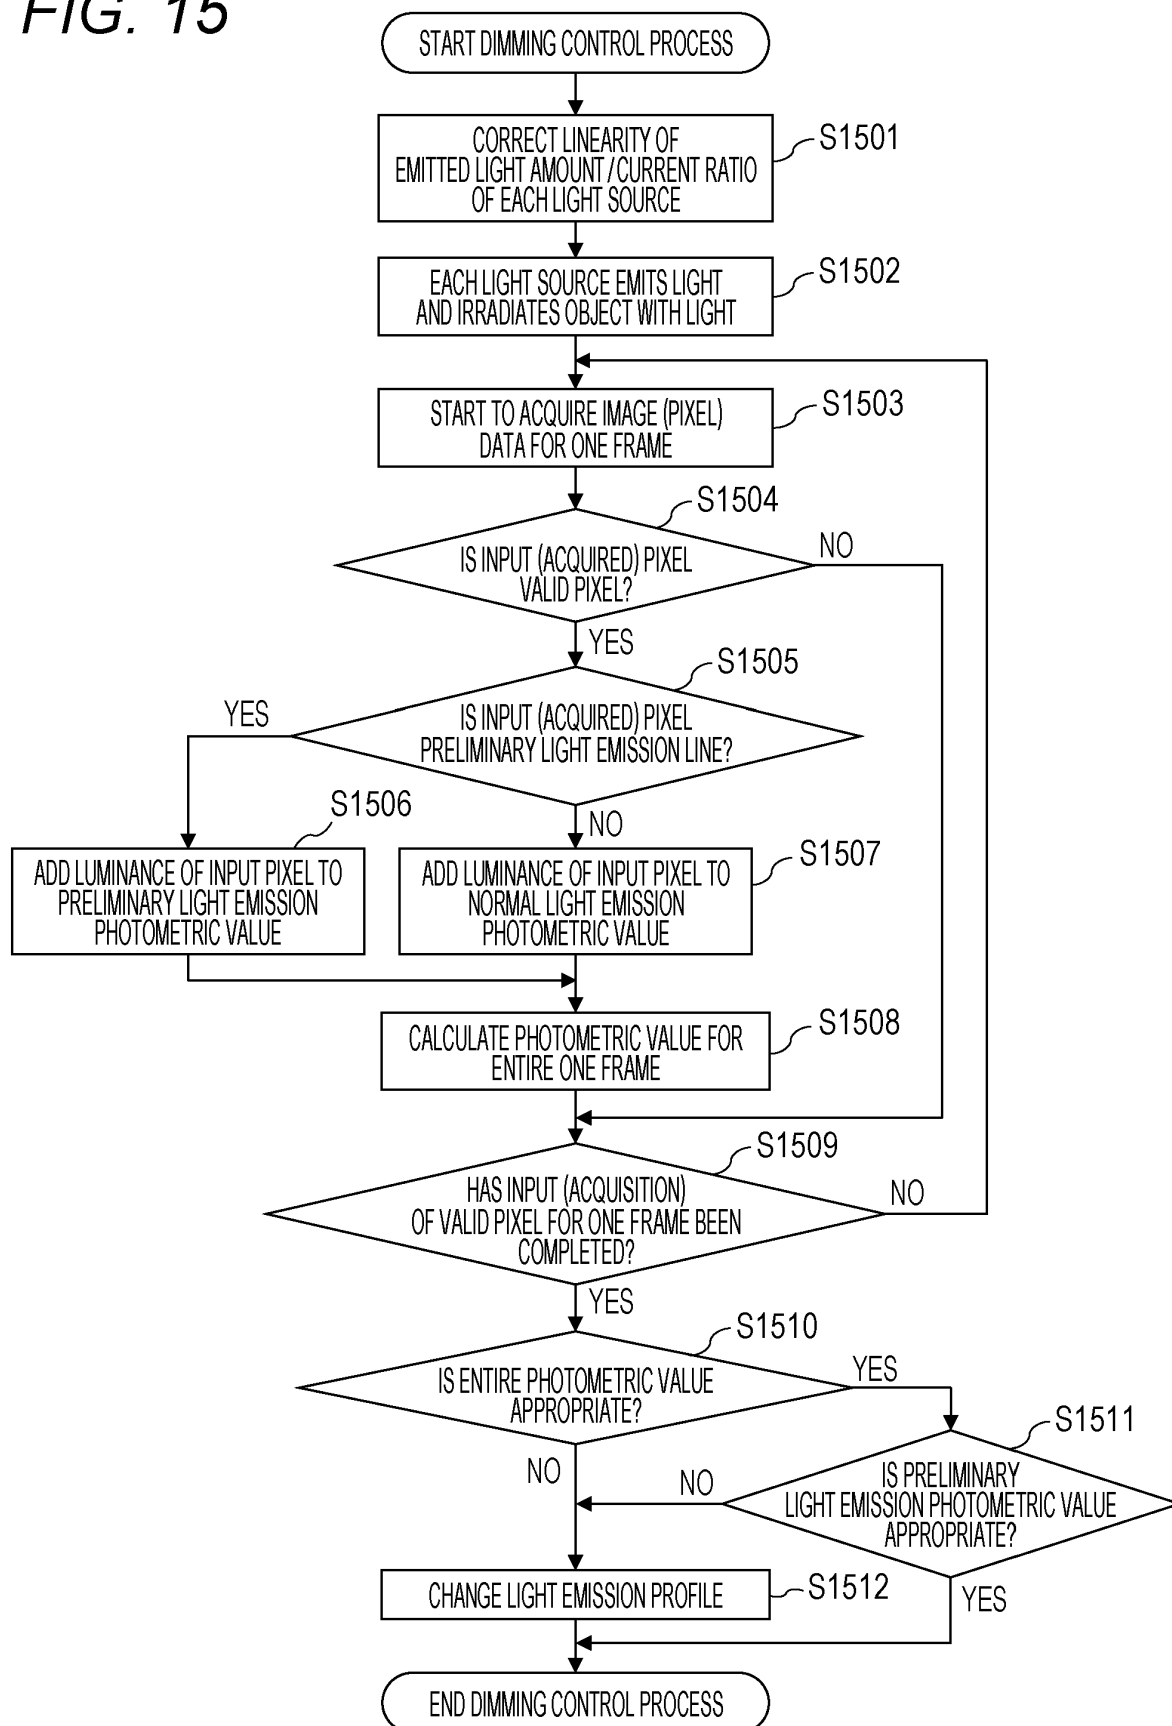 FIG. 15
START DIMMING CONTROL PROCESS
CORRECT LINEARITY OF
EMITTED LIGHT AMOUNT / CURRENT RATIO
OF EACH LIGHT SOURCE
S1501
EACH LIGHT SOURCE EMITS LIGHT
AND IRRADIATES OBJECT WITH LIGHT
S1502
START TO ACQUIRE IMAGE (PIXEL)
DATA FOR ONE FRAME
S1503
S1504
IS INPUT (ACQUIRED) PIXEL
VALID PIXEL?
NO
YES
S1505
IS INPUT (ACQUIRED) PIXEL
PRELIMINARY LIGHT EMISSION LINE?
YES
NO
S1506
ADD LUMINANCE OF INPUT PIXEL TO
PRELIMINARY LIGHT EMISSION
PHOTOMETRIC VALUE
S1507
ADD LUMINANCE OF INPUT PIXEL TO
NORMAL LIGHT EMISSION
PHOTOMETRIC VALUE
S1508
CALCULATE PHOTOMETRIC VALUE FOR
ENTIRE ONE FRAME
S1509
HAS INPUT (ACQUISITION)
OF VALID PIXEL FOR ONE FRAME BEEN
COMPLETED?
NO
YES
S1510
IS ENTIRE PHOTOMETRIC VALUE
APPROPRIATE?
YES
NO
S1511
IS PRELIMINARY
LIGHT EMISSION PHOTOMETRIC VALUE
APPROPRIATE?
NO
YES
CHANGE LIGHT EMISSION PROFILE
S1512
END DIMMING CONTROL PROCESS